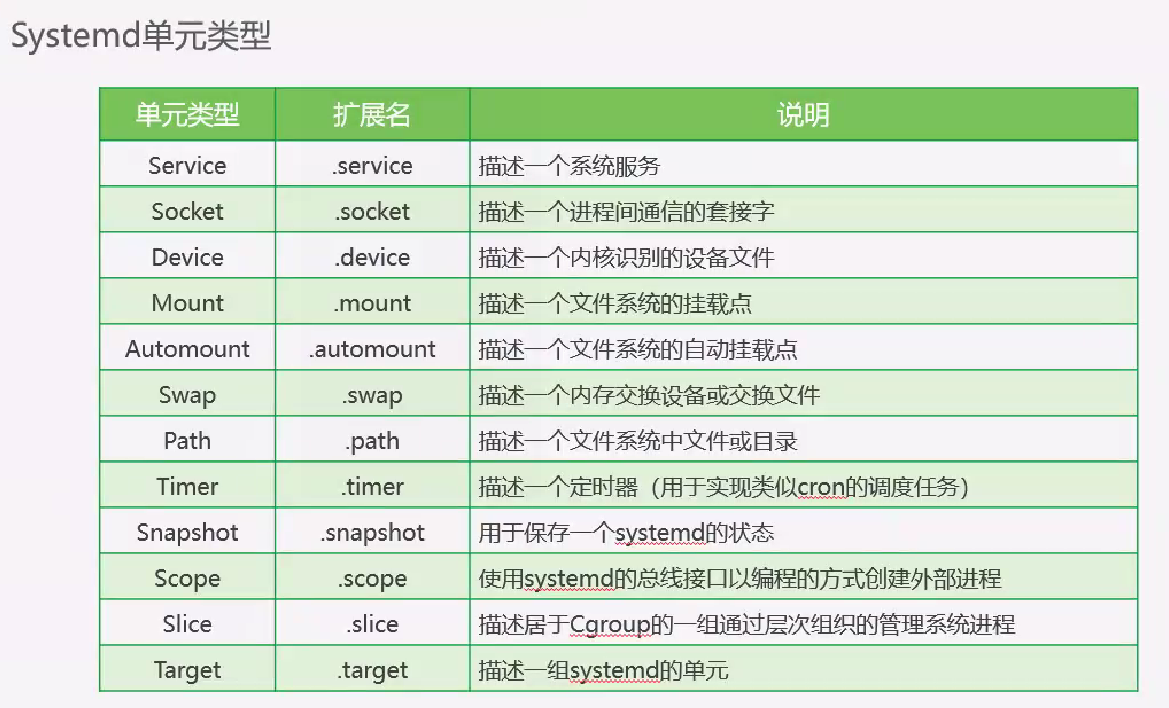 Systemd单元类型
单元类型 扩展名 说明
Service .service 描述一个系统服务
Socket .socket 描述一个进程间通信的套接字
Device .device 描述一个内核识别的设备文件
Mount .mount 描述一个文件系统的挂载点
Automount .automount 描述一个文件系统的自动挂载点
Swap .swap 描述一个内存交换设备或交换文件
Path .path 描述一个文件系统中文件或目录
Timer .timer 描述一个定时器（用于实现类似cron的调度任务）
Snapshot .snapshot 用于保存一个systemd的状态
Scope .scope 使用systemd的总线接口以编程的方式创建外部进程
Slice .slice 描述居于Cgroup的一组通过层次组织的管理系统进程
Target .target 描述一组systemd的单元